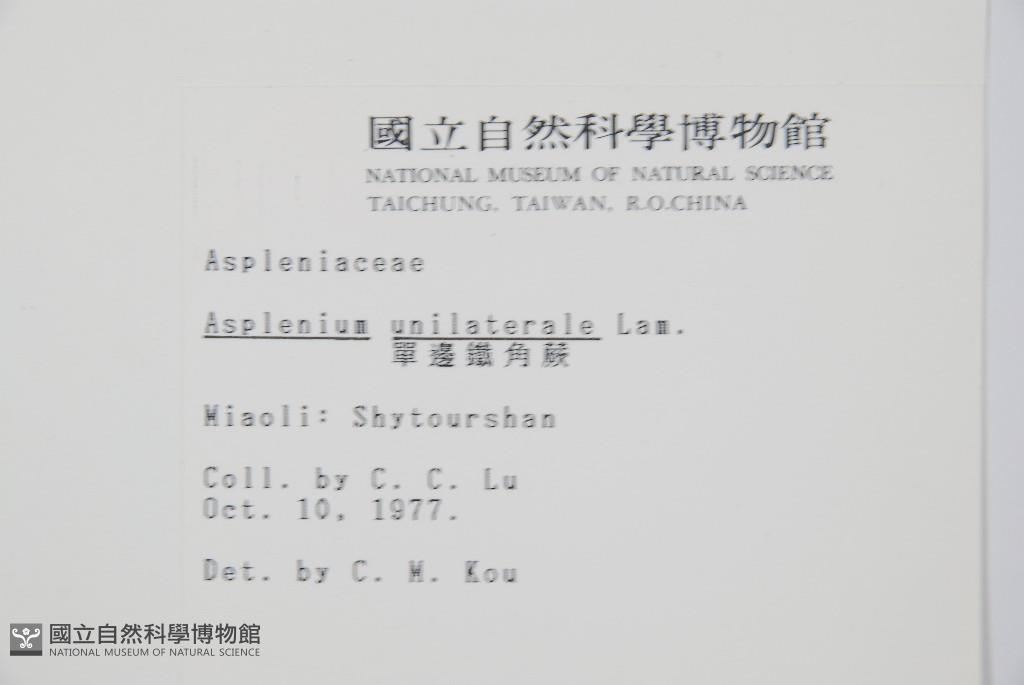 國立自然科學博物館
NATIONAL MUSEUM OF NATURAL SCIENCE
TAICHUNG, TAIWAN, R.O.CHINA
Aspleniaceae
Asplenium unilaterale Lam.
單邊鐵角蕨
Miaoli: Shytourshan
Coll. by C. C. Lu
Oct. 10, 1977.
Det. by C. M. Kou
國立自然科學博物館
NATIONAL MUSEUM OF NATURAL SCIENCE